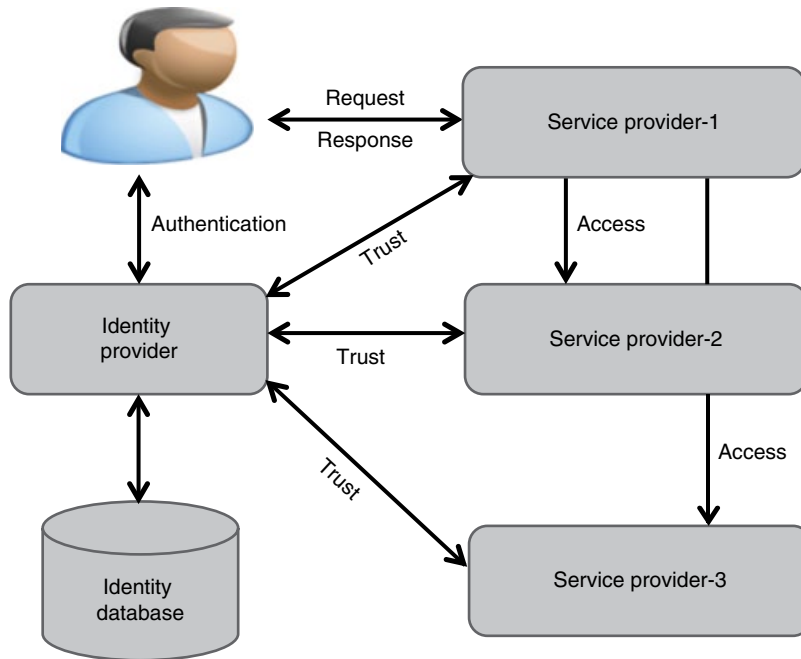 Request
Response
Service provider-1
Authentication
Trust
Access
Identity
provider
Trust
Service provider-2
Trust
Access
Identity
database
Service provider-3